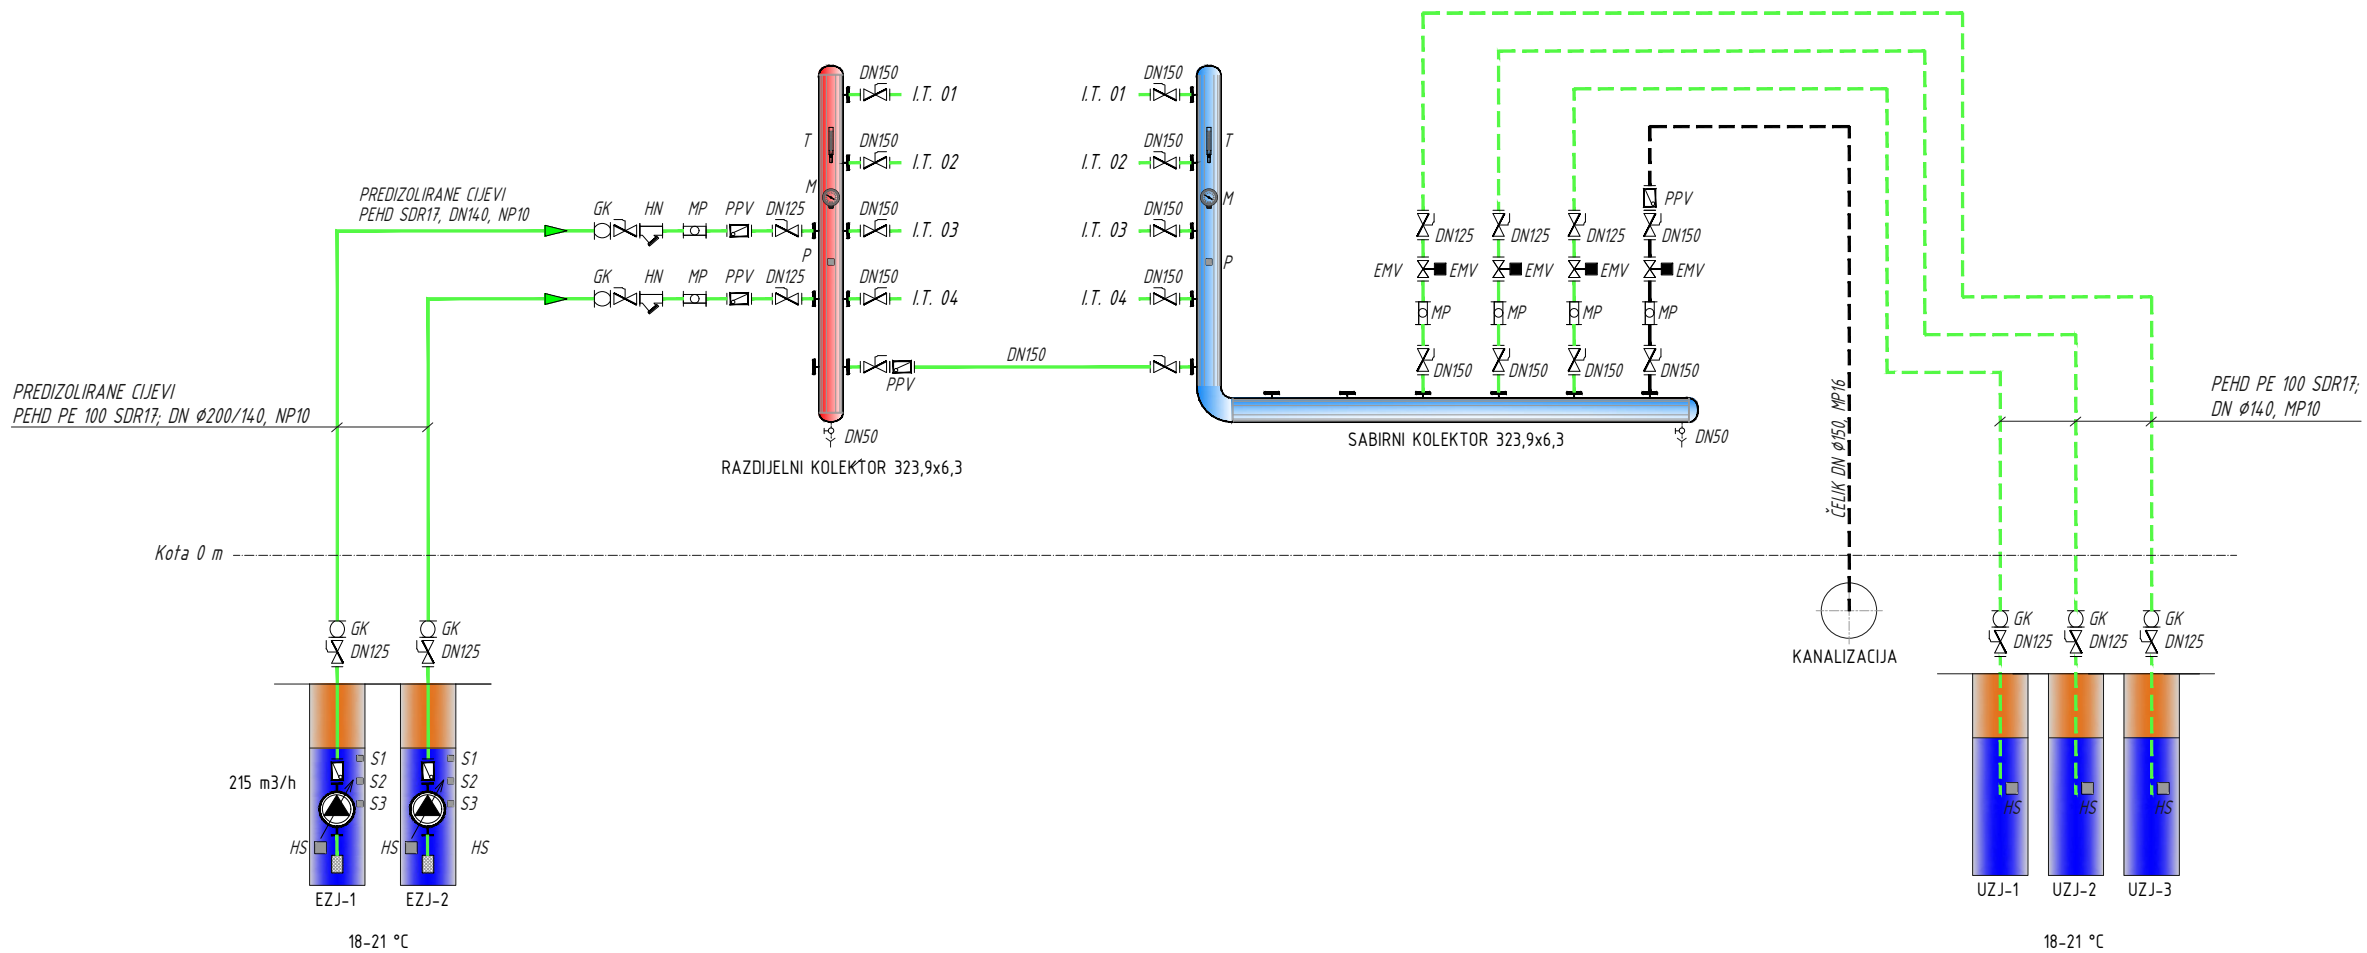 DN150
I.T. 01
DN150
I.T. 02
DN150
I.T. 03
DN150
I.T. 04
T
M
P
PREDIZOLIRANE CIJEVI
PEHD SDR17, DN140, NP10
GK
HN
MP
PPV
DN125
GK
HN
MP
PPV
DN125
PPV
DN150
DN50
RAZDIJELNI KOLEKTOR 323,9x6,3
DN150
I.T. 01
DN150
I.T. 02
DN150
I.T. 03
DN150
I.T. 04
T
M
P
PPV
DN125
DN125
DN125
DN150
EMV
EMV
EMV
EMV
EMV
MP
MP
MP
MP
DN150
DN150
DN150
DN150
SABIRNI KOLEKTOR 323,9x6,3
DN50
ČELIK DN Ø150, MP16
PREDIZOLIRANE CIJEVI
PEHD PE 100 SDR17; DN Ø200/140, NP10
PEHD PE 100 SDR17;
DN Ø140, MP10
Kota 0 m
KANALIZACIJA
GK
DN125
GK
DN125
GK
DN125
GK
DN125
GK
DN125
215 m3/h
S1
S2
S3
S1
S2
S3
HS
HS
HS
HS
HS
HS
EZJ-1
EZJ-2
UZJ-1
UZJ-2
UZJ-3
18-21 °C
18-21 °C